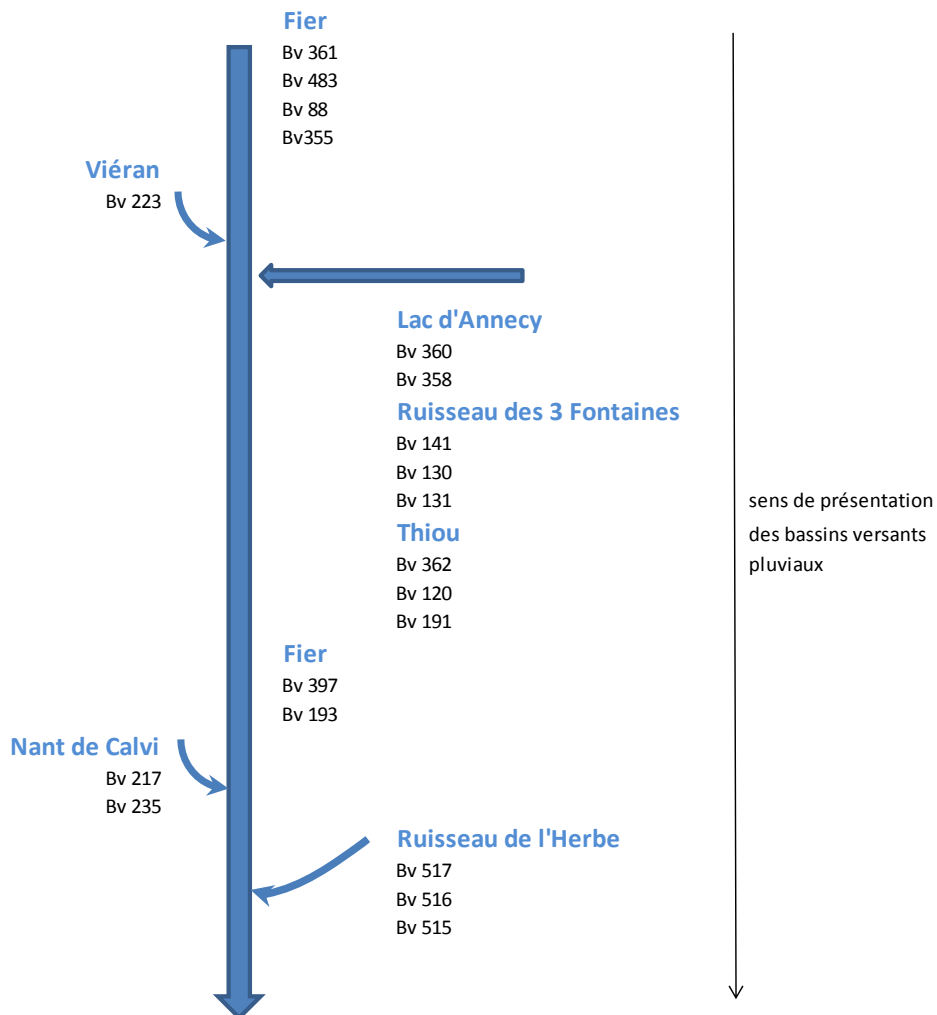 Fier
Bv 361
Bv 483
Bv 88
Bv355
Viéran
Bv 223
Lac d'Annecy
Bv 360
Bv 358
Ruisseau des 3 Fontaines
Bv 141
Bv 130
Bv 131
Thiou
Bv 362
Bv 120
Bv 191
sens de présentation
des bassins versants
pluviaux
Fier
Bv 397
Bv 193
Nant de Calvi
Bv 217
Bv 235
Ruisseau de l'Herbe
Bv 517
Bv 516
Bv 515